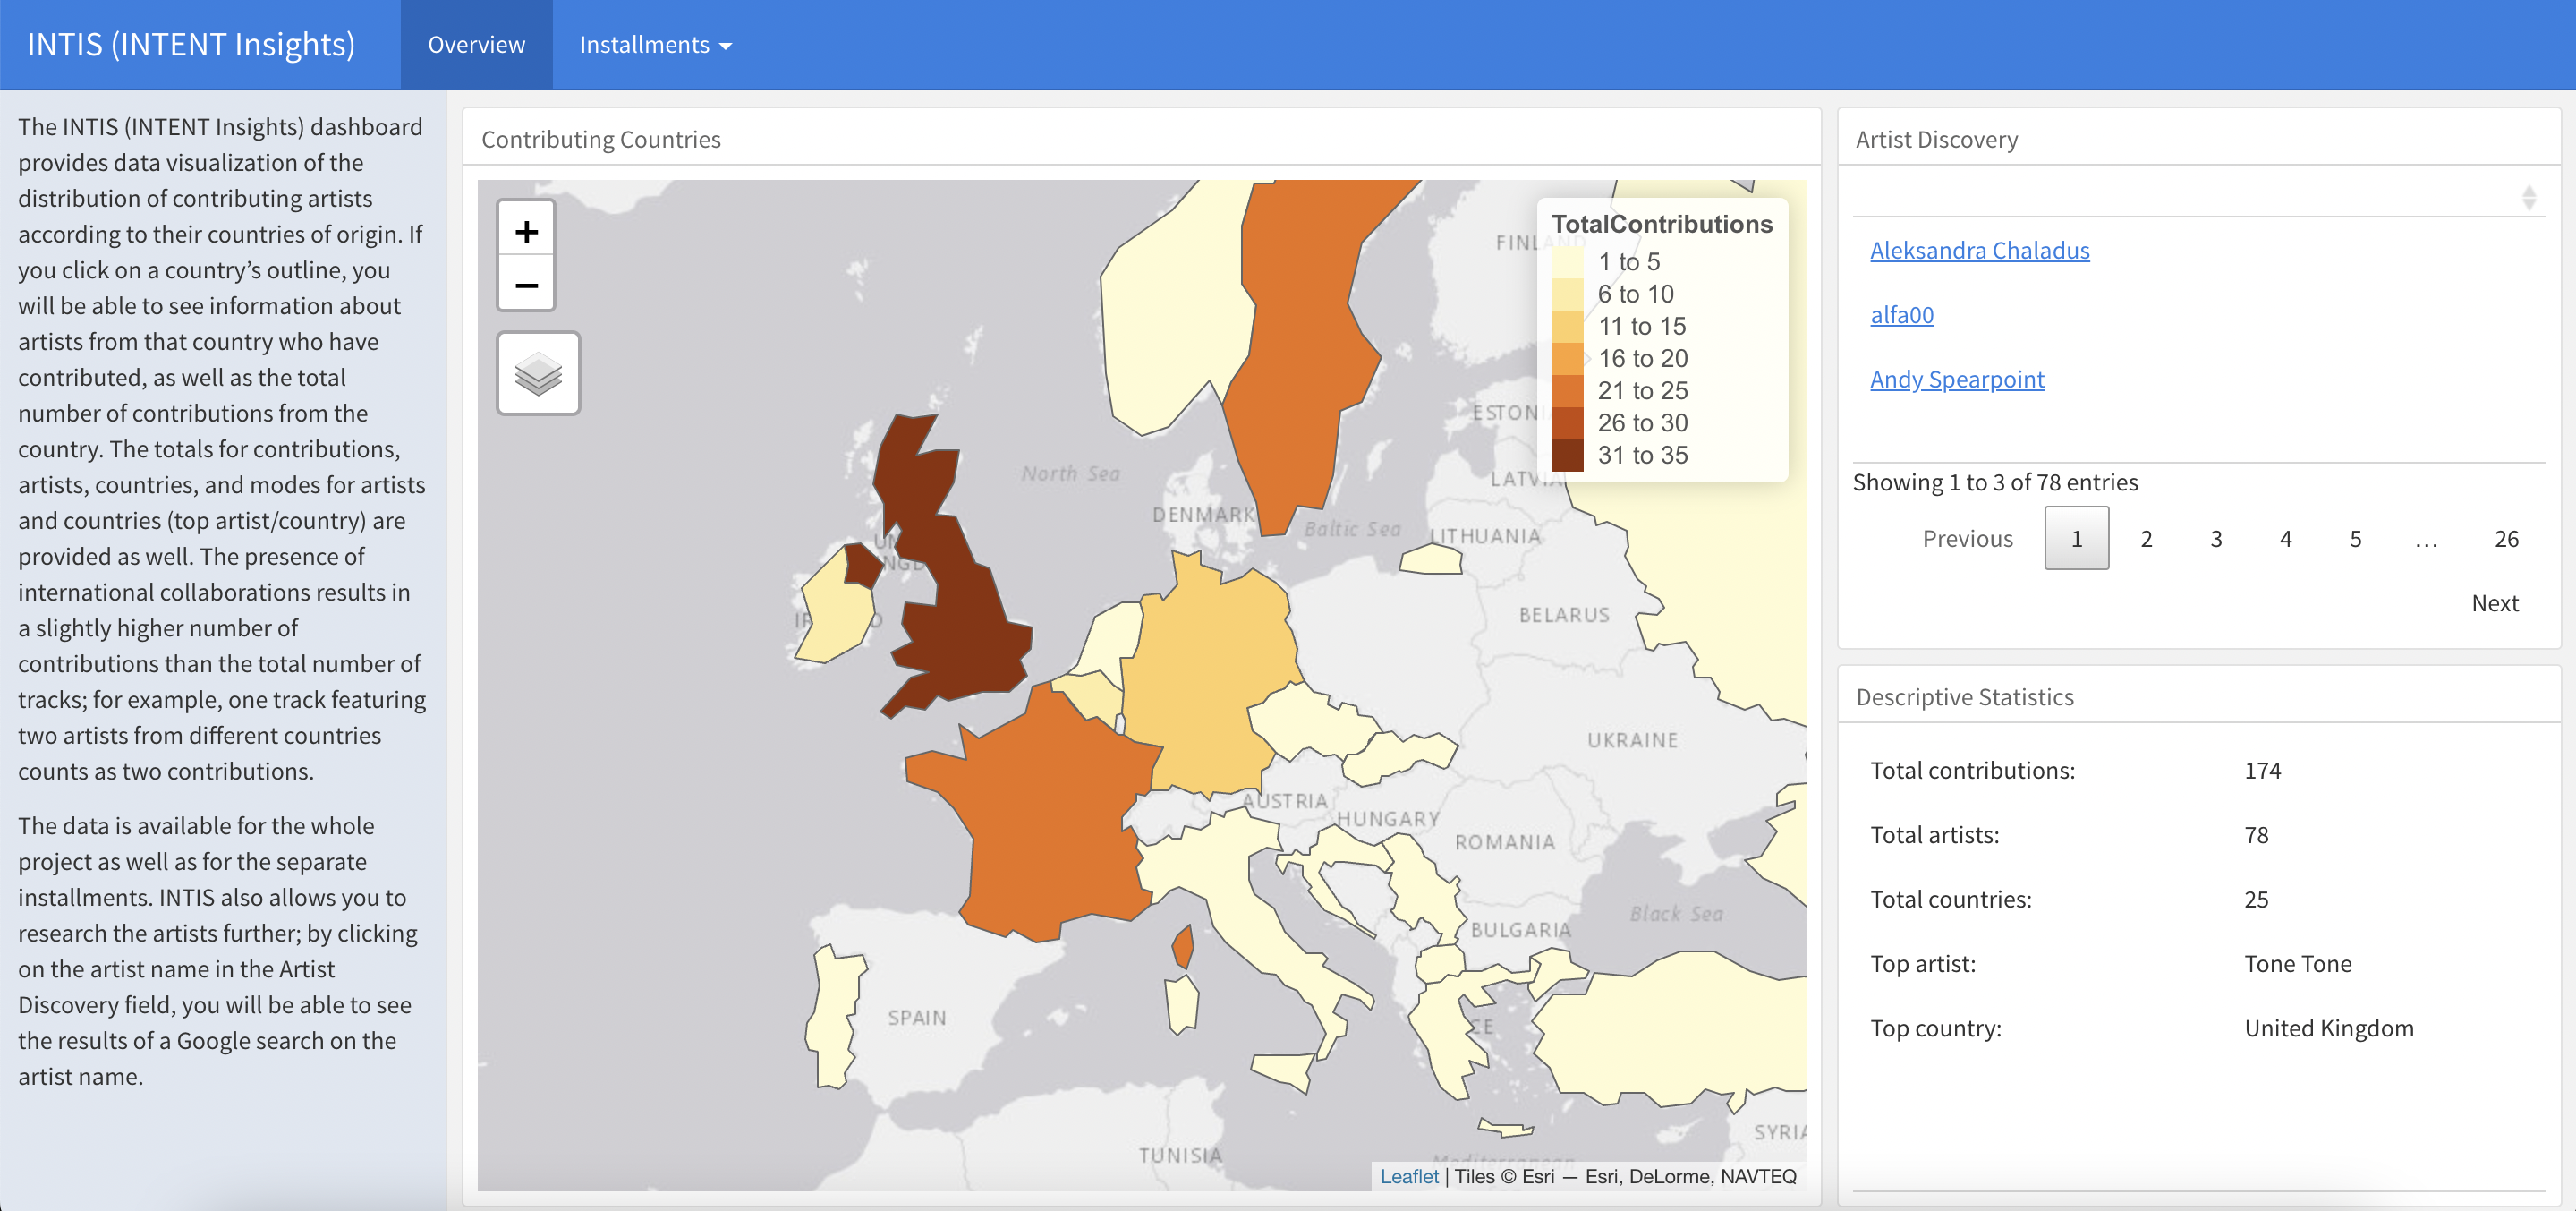 INTIS (INTENT Insights)
Overview
Installments
The INTIS (INTENT Insights) dashboard
provides data visualization of the
distribution of contributing artists
according to their countries of origin. If
you click on a country’s outline, you
will be able to see information about
artists from that country who have
contributed, as well as the total
number of contributions from the
country. The totals for contributions,
artists, countries, and modes for artists
and countries (top artist/country) are
provided as well. The presence of
international collaborations results in
a slightly higher number of
contributions than the total number of
tracks; for example, one track featuring
two artists from different countries
counts as two contributions.
The data is available for the whole
project as well as for the separate
installments. INTIS also allows you to
research the artists further; by clicking
on the artist name in the Artist
Discovery field, you will be able to see
the results of a Google search on the
artist name.
Contributing Countries
+
−
TotalContributions
1 to 5
6 to 10
11 to 15
16 to 20
21 to 25
26 to 30
31 to 35
FINLAND
North Sea
DENMARK
Baltic Sea
LITHUANIA
BELARUS
UKRAINE
AUSTRIA
HUNGARY
ROMANIA
BULGARIA
Black Sea
SPAIN
TUNISIA
Mediterranean
Leaflet | Tiles © Esri — Esri, DeLorme, NAVTEQ
Artist Discovery
Aleksandra Chaladus
alfa00
Andy Spearpoint
Showing 1 to 3 of 78 entries
Previous 1 2 3 4 5 … 26
Next
Descriptive Statistics
Total contributions: 174
Total artists: 78
Total countries: 25
Top artist: Tone Tone
Top country: United Kingdom